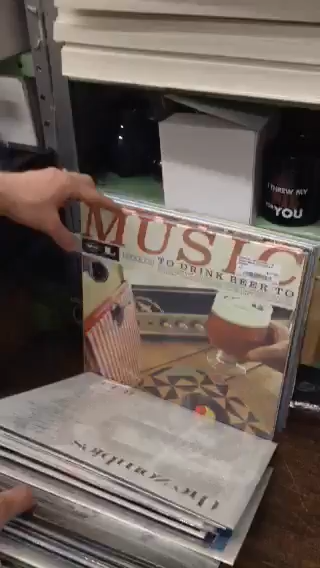 I THREW MY
YOU
MUSIC
TO DRINK BEER TO
the zombies